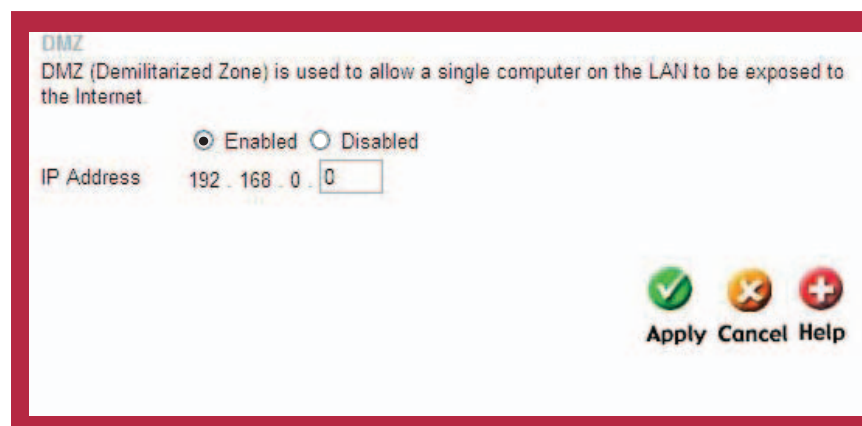 DMZ
DMZ (Demilitarized Zone) is used to allow a single computer on the LAN to be exposed to
the Internet.
Enabled Disabled
IP Address 192 . 168 . 0 . 0
Apply Cancel Help